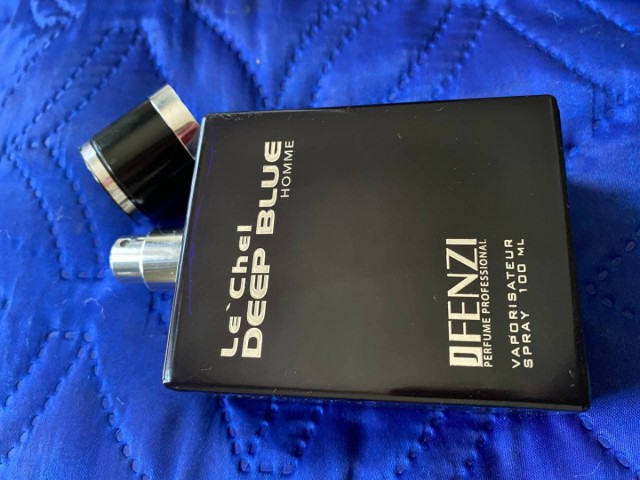 Le`Chel
DEEP BLUE
HOMME
JFENZI
PERFUME PROFESSIONAL
VAPORISATEUR
SPRAY 100 ML